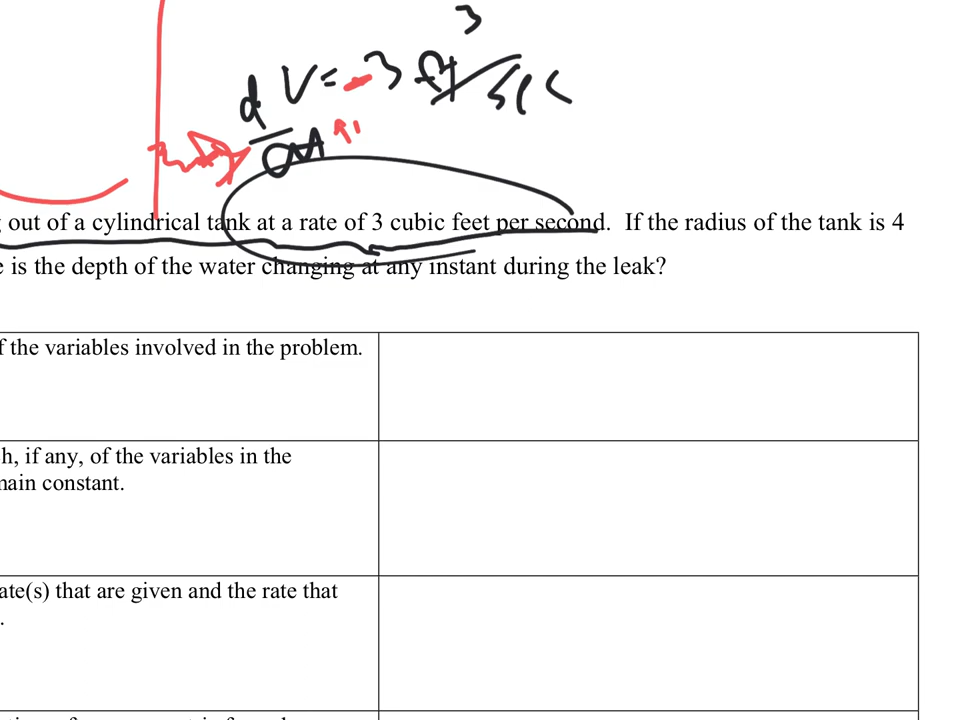 dV = -3 ft³/sec
dt
out of a cylindrical tank at a rate of 3 cubic feet per second. If the radius of the tank is 4
is the depth of the water changing at any instant during the leak?
f the variables involved in the problem.
h, if any, of the variables in the
main constant.
ate(s) that are given and the rate that
.